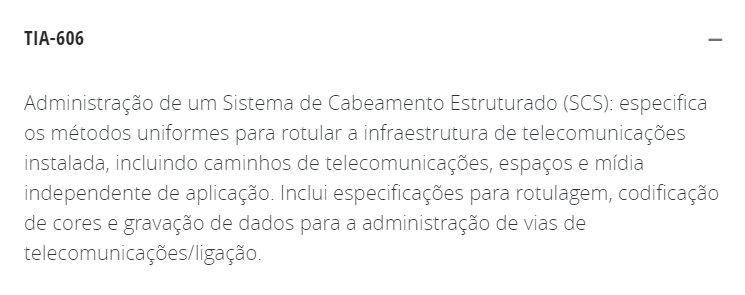 TIA-606
Administração de um Sistema de Cabeamento Estruturado (SCS): especifica
os métodos uniformes para rotular a infraestrutura de telecomunicações
instalada, incluindo caminhos de telecomunicações, espaços e mídia
independente de aplicação. Inclui especificações para rotulagem, codificação
de cores e gravação de dados para a administração de vias de
telecomunicações/ligação.